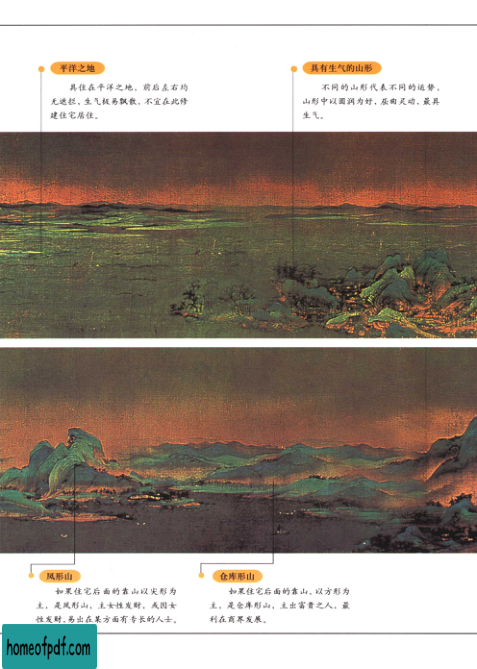 平洋之地
其住在平洋之地，前后左右均
无遮拦，生气极易飘散，不宜在此修
建住宅居住。
具有生气的山形
不同的山形代表不同的运势，
山形中以圆润为好，屈曲灵动，最具
生气。
凤形山
如果住宅后面的靠山以尖形为
主，是凤形山，主女性发财，或因女
性发财，易出在某方面有专长的人士。
仓库形山
如果住宅后面的靠山，以方形为
主，是仓库形山，主出富贵之人，最
利在商界发展。
homeofpdf.com